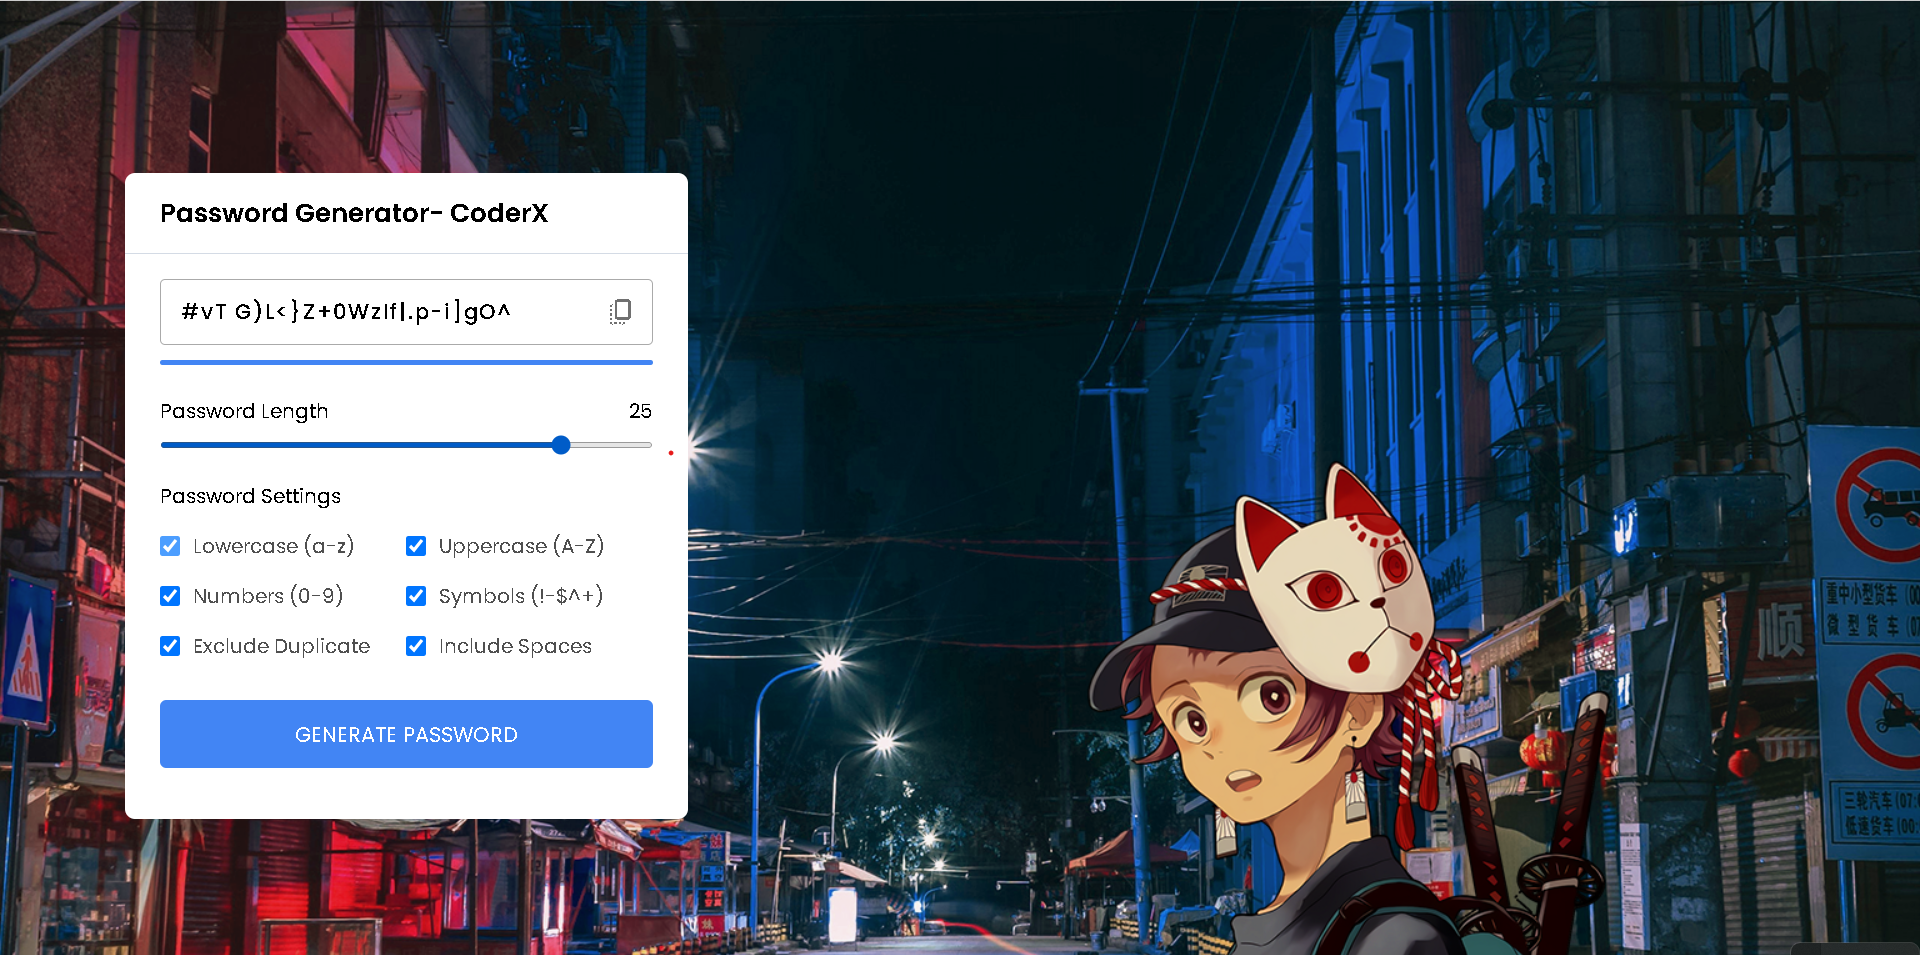 Password Generator- CoderX
#vT G)L<}Z+0WzIf|.p-i]gO^
Password Length 25
Password Settings
Lowercase (a-z) Uppercase (A-Z)
Numbers (0-9) Symbols (!-$^+)
Exclude Duplicate Include Spaces
GENERATE PASSWORD
重中小型货车
微型货车
顺
三轮汽车(07:
低速货车(00: